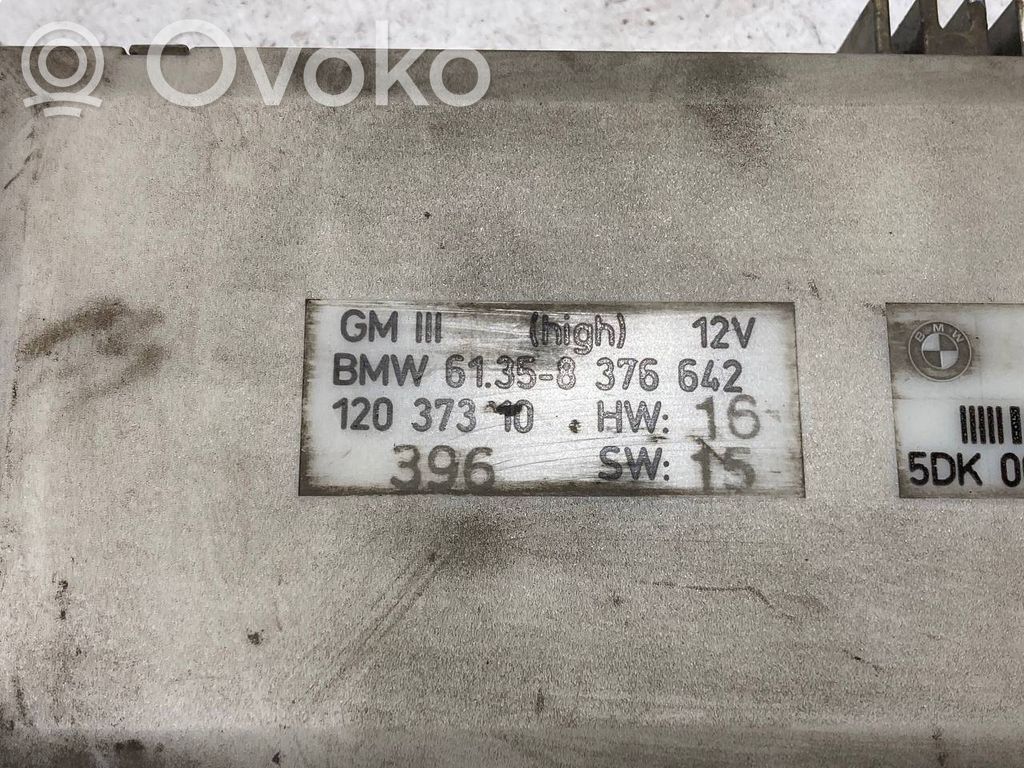 Ovoko
GM III (high) 12V
BMW 61.35-8 376 642
120 373 10 HW: 16
396 SW: 15
BMW
5DK 00